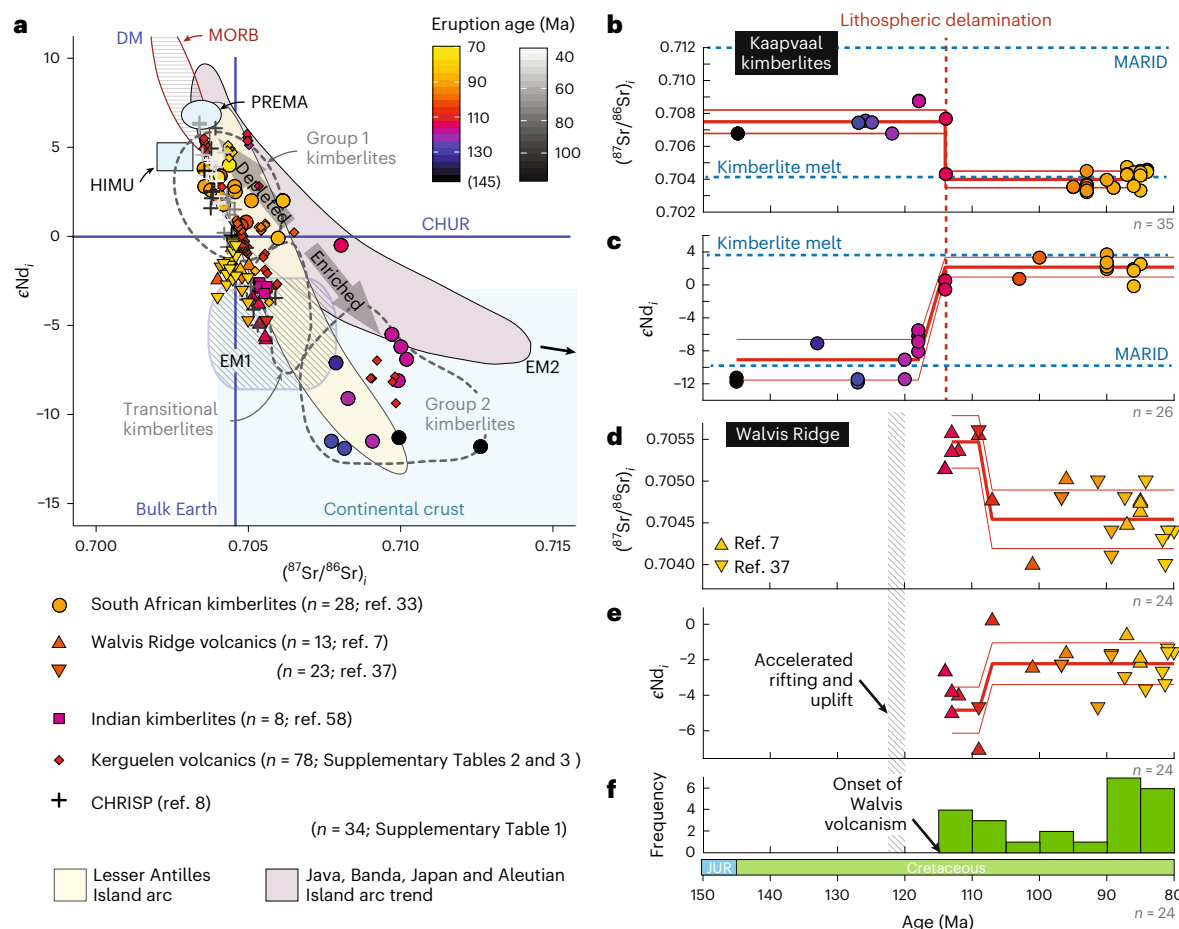 a
DM
MORB
10
PREMA
5
Group 1
kimberlites
HIMU
Depleted
0
CHUR
εNdi
Enriched
−5
EM1
EM2
Transitional
kimberlites
Group 2
kimberlites
−10
−15
Bulk Earth
Continental crust
0.700
0.705
0.710
0.715
(87Sr/86Sr)i
Eruption age (Ma)
70
90
110
130
(145)
40
60
80
100
South African kimberlites (n = 28; ref. 33)
Walvis Ridge volcanics (n = 13; ref. 7)
(n = 23; ref. 37)
Indian kimberlites (n = 8; ref. 58)
Kerguelen volcanics (n = 78; Supplementary Tables 2 and 3 )
CHRISP (ref. 8)
(n = 34; Supplementary Table 1)
Lesser Antilles
Island arc
Java, Banda, Japan and Aleutian
Island arc trend
Lithospheric delamination
b
Kaapvaal
kimberlites
MARID
Kimberlite melt
0.712
0.710
0.708
0.706
0.704
0.702
(87Sr/86Sr)i
n = 35
c
Kimberlite melt
MARID
4
0
−4
−8
−12
εNdi
n = 26
d
Walvis Ridge
0.7055
0.7050
0.7045
0.7040
(87Sr/86Sr)i
Ref. 7
Ref. 37
n = 24
e
0
−2
−4
−6
εNdi
Accelerated
rifting and
uplift
n = 24
f
Onset of
Walvis
volcanism
6
4
2
0
Frequency
JUR
Cretaceous
150
140
130
120
110
100
90
80
Age (Ma)
n = 24